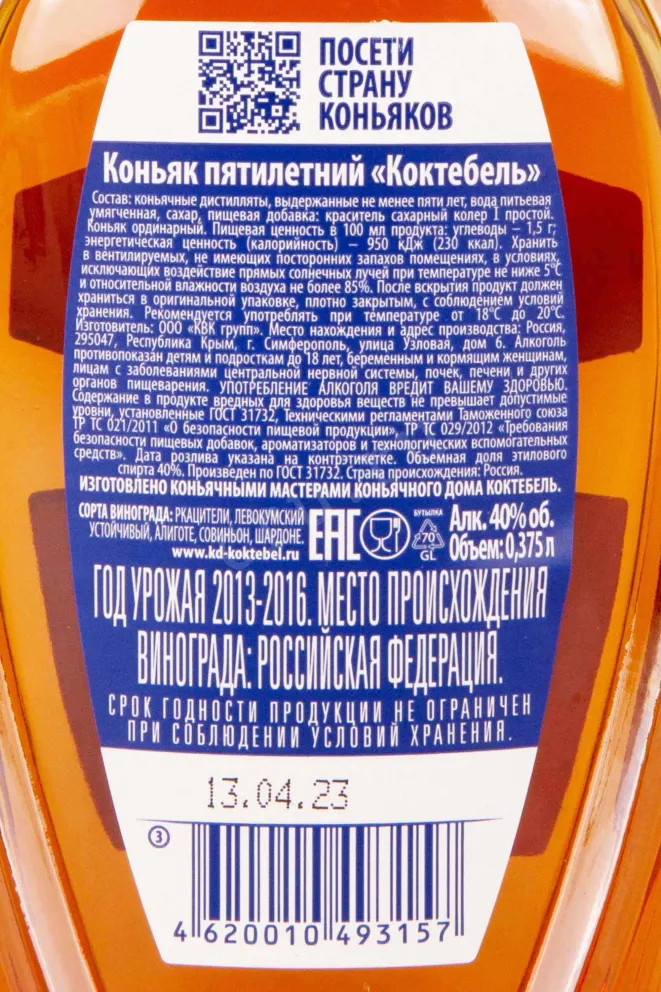 ПОСЕТИ
СТРАНУ
КОНЬЯКОВ
Коньяк пятилетний «Коктебель»
Состав: коньячные дистилляты, выдержанные не менее пяти лет, вода питьевая
умягченная, сахар, пищевая добавка: краситель сахарный колер I простой.
Коньяк ординарный. Пищевая ценность в 100 мл продукта: углеводы – 1,5 г;
энергетическая ценность (калорийность) – 950 кДж (230 ккал). Хранить
в вентилируемых, не имеющих посторонних запахов помещениях, в условиях,
исключающих воздействие прямых солнечных лучей при температуре не ниже 5°С
и относительной влажности воздуха не более 85%. После вскрытия продукт должен
храниться в оригинальной упаковке, плотно закрытым, с соблюдением условий
хранения. Рекомендуется употреблять при температуре от 18°С до 20°С
Изготовитель: ООО «КВК групп». Место нахождения и адрес производства: Россия,
295047, Республика Крым, г. Симферополь, улица Узловая, дом 6. Алкоголь
противопоказан детям и подросткам до 18 лет, беременным и кормящим женщинам,
лицам с заболеваниями центральной нервной системы, почек, печени и других
органов пищеварения. УПОТРЕБЛЕНИЕ АЛКОГОЛЯ ВРЕДИТ ВАШЕМУ ЗДОРОВЬЮ.
Содержание в продукте вредных для здоровья веществ не превышает допустимые
уровни, установленные ГОСТ 31732, Техническими регламентами Таможенного союза
ТР ТС 021/2011 «О безопасности пищевой продукции», ТР ТС 029/2012 «Требования
безопасности пищевых добавок, ароматизаторов и технологических вспомогательных
средств». Дата розлива указана на контрэтикетке. Объемная доля этилового
спирта 40%. Произведен по ГОСТ 31732. Страна происхождения: Россия.
ИЗГОТОВЛЕНО КОНЬЯЧНЫМИ МАСТЕРАМИ КОНЬЯЧНОГО ДОМА КОКТЕБЕЛЬ.
СОРТА ВИНОГРАДА: РКАЦИТЕЛИ, ЛЕВОКУМСКИЙ
УСТОЙЧИВЫЙ, АЛИГОТЕ, СОВИНЬОН, ШАРДОНЕ.
www.kd-koktebel.ru
ЕАС
БУТЫЛКА
70
GL
Алк. 40% об.
Объем: 0,375 л
ГОД УРОЖАЯ 2013-2016. МЕСТО ПРОИСХОЖДЕНИЯ
ВИНОГРАДА: РОССИЙСКАЯ ФЕДЕРАЦИЯ.
СРОК ГОДНОСТИ ПРОДУКЦИИ НЕ ОГРАНИЧЕН
ПРИ СОБЛЮДЕНИИ УСЛОВИЙ ХРАНЕНИЯ.
13.04.23
3
4 620010 493157